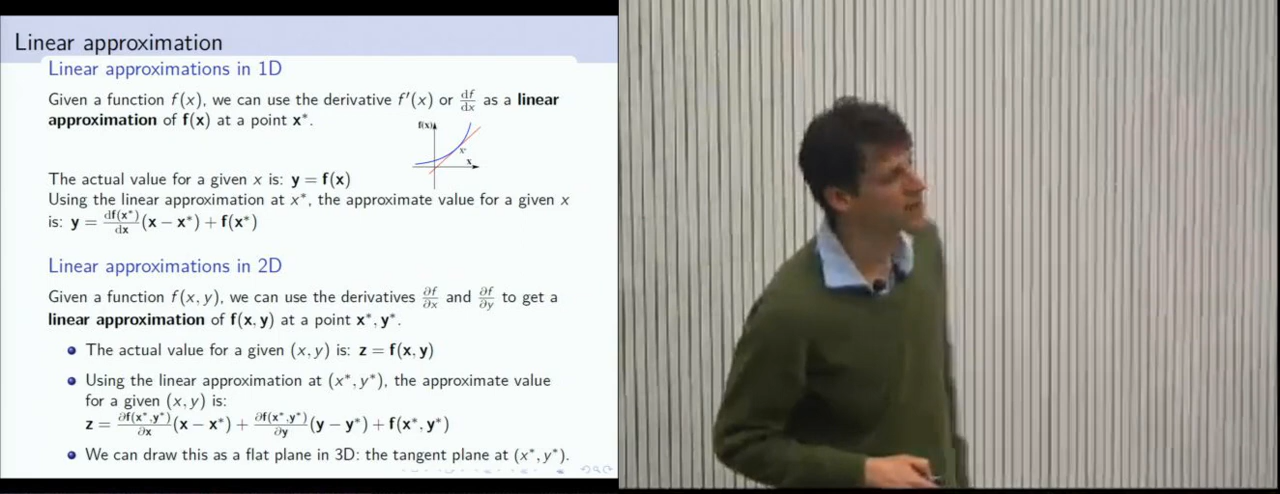 Linear approximation
Linear approximations in 1D
Given a function f(x), we can use the derivative f′(x) or df/dx as a linear
approximation of f(x) at a point x*.
f(x)
x*
x
The actual value for a given x is: y = f(x)
Using the linear approximation at x*, the approximate value for a given x
is: y = df(x*)/dx (x − x*) + f(x*)
Linear approximations in 2D
Given a function f(x, y), we can use the derivatives ∂f/∂x and ∂f/∂y to get a
linear approximation of f(x, y) at a point x*, y*.
The actual value for a given (x, y) is: z = f(x, y)
Using the linear approximation at (x*, y*), the approximate value
for a given (x, y) is:
z = ∂f(x*,y*)/∂x (x − x*) + ∂f(x*,y*)/∂y (y − y*) + f(x*, y*)
We can draw this as a flat plane in 3D: the tangent plane at (x*, y*).